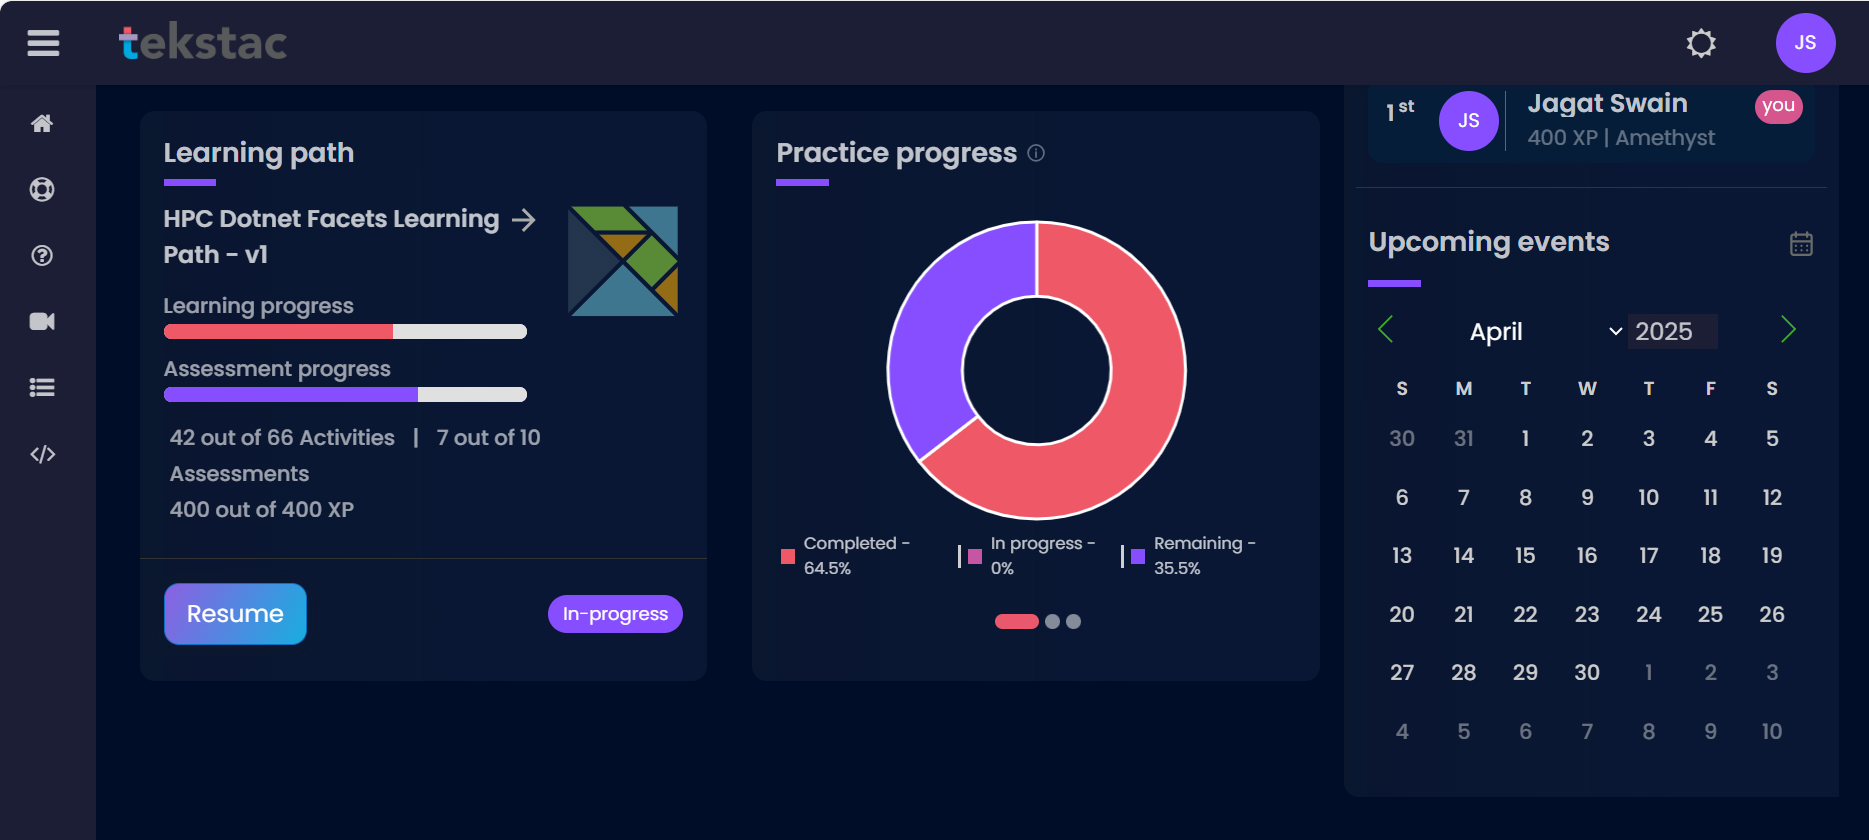 tekstac
JS
Learning path
HPC Dotnet Facets Learning
Path - v1
Learning progress
Assessment progress
42 out of 66 Activities | 7 out of 10
Assessments
400 out of 400 XP
Resume
In-progress
Practice progress
Completed -
64.5%
In progress -
0%
Remaining -
35.5%
1st
JS
Jagat Swain
you
400 XP | Amethyst
Upcoming events
April 2025
S M T W T F S
30 31 1 2 3 4 5
6 7 8 9 10 11 12
13 14 15 16 17 18 19
20 21 22 23 24 25 26
27 28 29 30 1 2 3
4 5 6 7 8 9 10